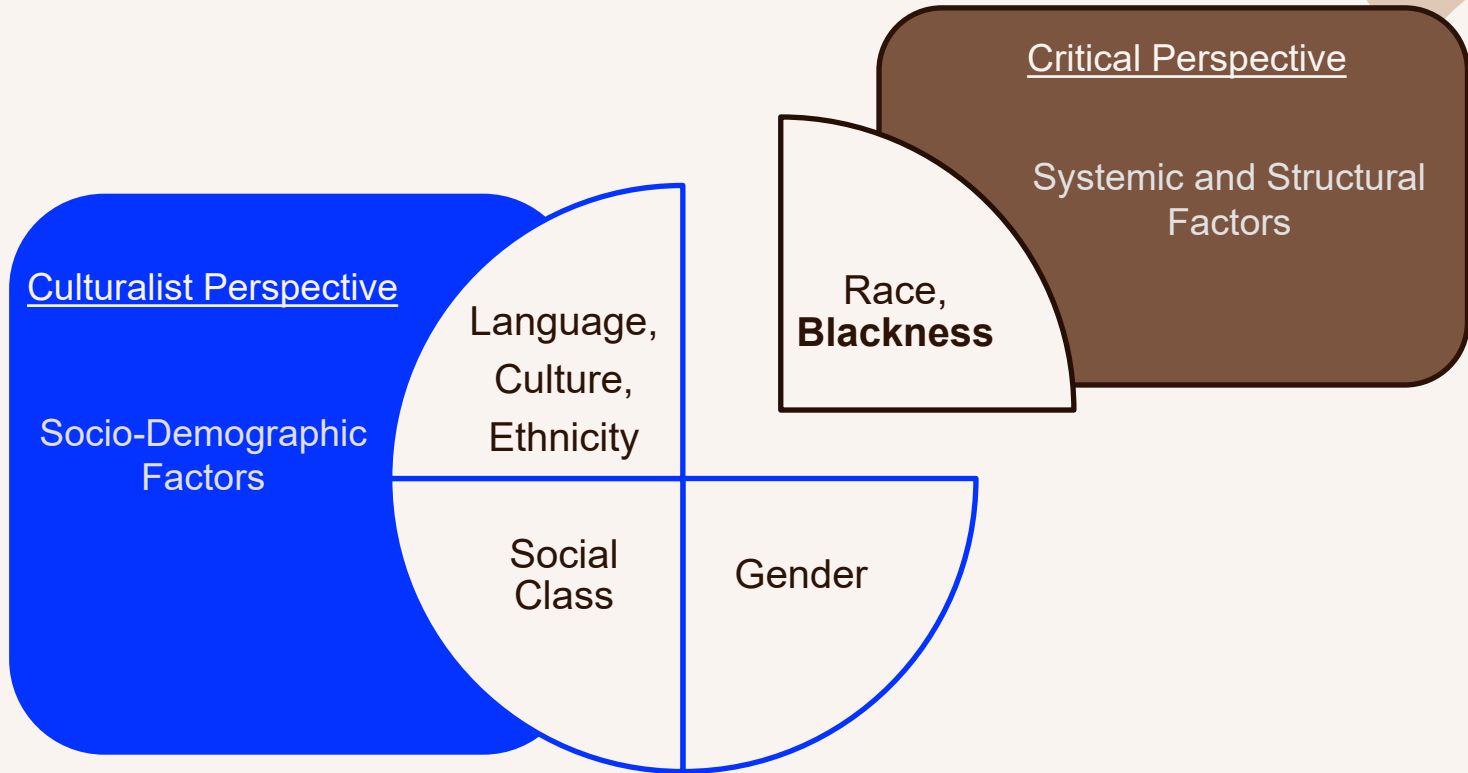 Critical Perspective
Systemic and Structural
Factors
Race,
Blackness
Culturalist Perspective
Socio-Demographic
Factors
Language,
Culture,
Ethnicity
Social
Class
Gender